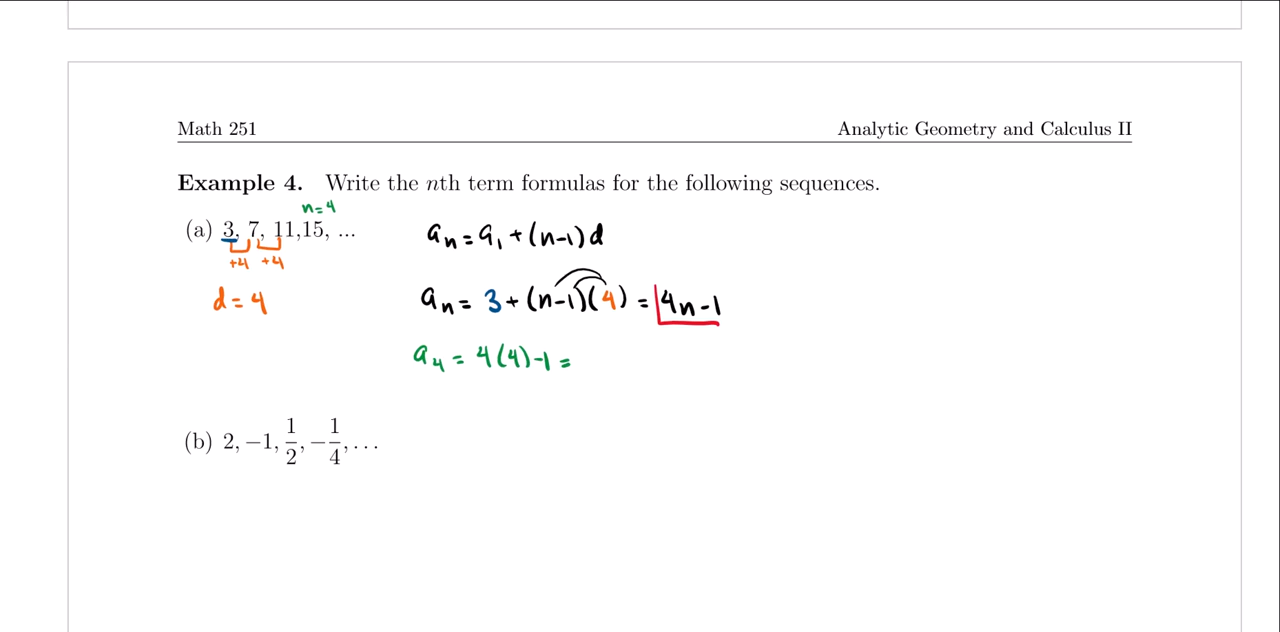 Math 251 Analytic Geometry and Calculus II
Example 4. Write the nth term formulas for the following sequences.
n=4
(a) 3, 7, 11,15, ...
+4 +4
d = 4
aₙ = a₁ + (n-1)d
aₙ = 3 + (n-1)(4) = 4n-1
a₄ = 4(4)-1 =
(b) 2, −1, 1/2, −1/4, . . .